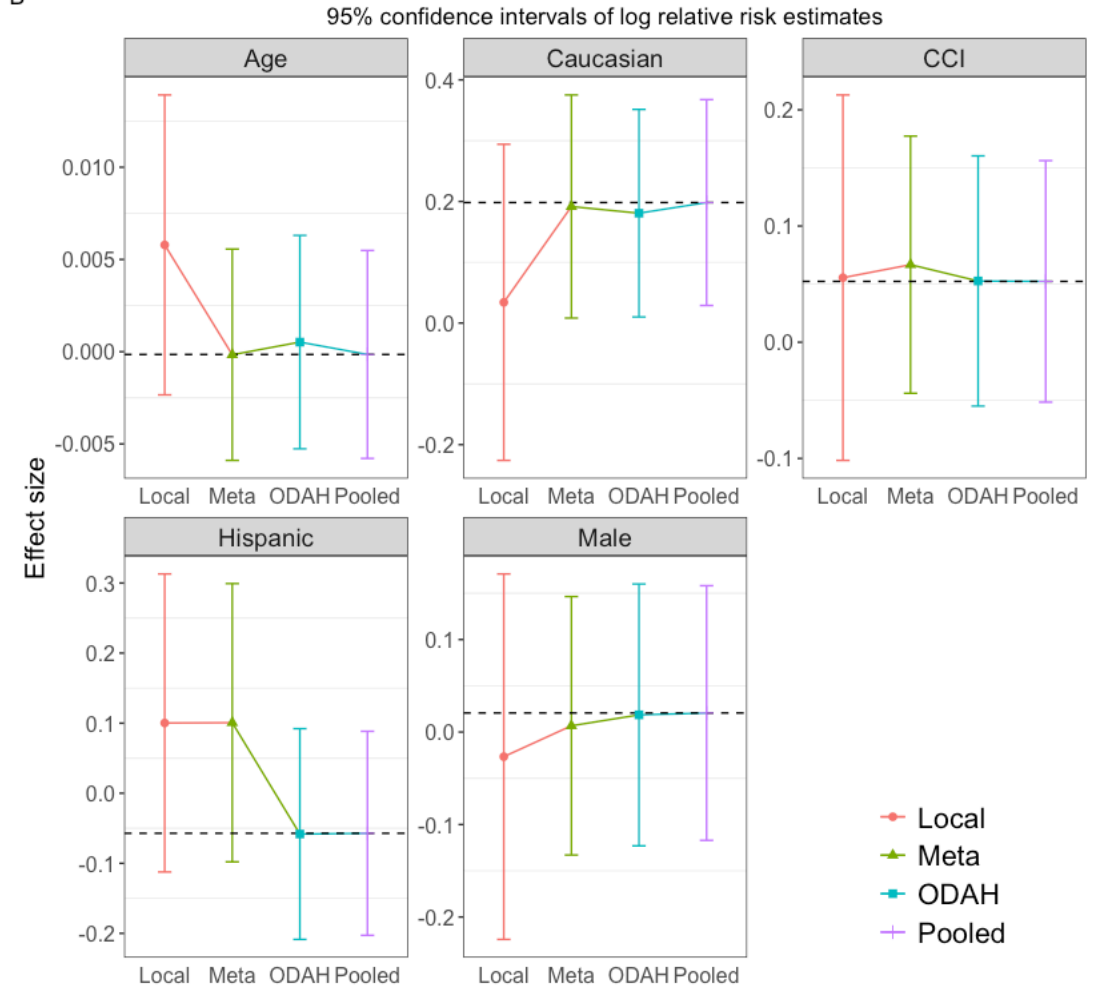 95% confidence intervals of log relative risk estimates
Age
Caucasian
CCI
0.010
0.005
0.000
-0.005
0.4
0.2
0.0
-0.2
0.2
0.1
0.0
-0.1
Local Meta ODAH Pooled
Local Meta ODAH Pooled
Local Meta ODAH Pooled
Effect size
Hispanic
Male
0.3
0.2
0.1
0.0
-0.1
-0.2
0.1
0.0
-0.1
-0.2
Local Meta ODAH Pooled
Local Meta ODAH Pooled
Local
Meta
ODAH
Pooled